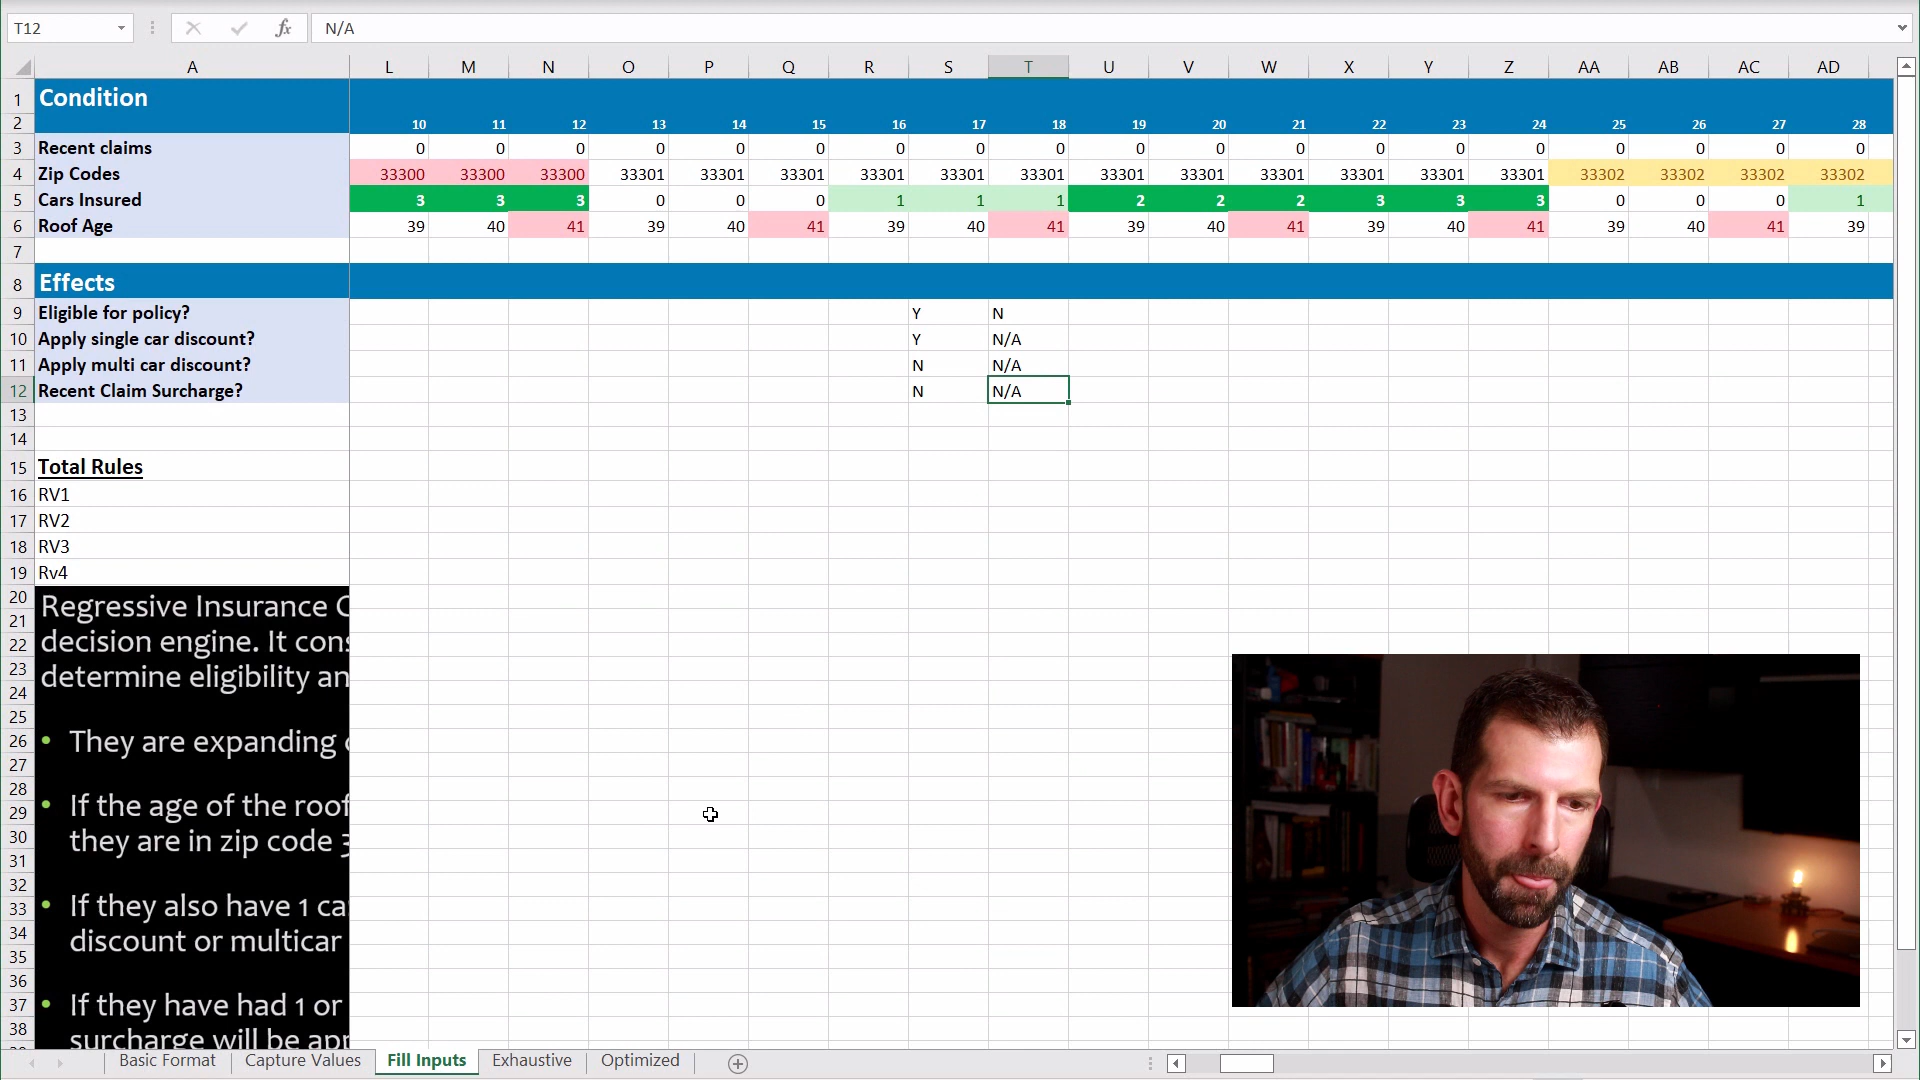 T12
fx
N/A
A L M N O P Q R S T U V W X Y Z AA AB AC AD
1 Condition
2 10 11 12 13 14 15 16 17 18 19 20 21 22 23 24 25 26 27 28
3 Recent claims 0 0 0 0 0 0 0 0 0 0 0 0 0 0 0 0 0 0 0
4 Zip Codes 33300 33300 33300 33301 33301 33301 33301 33301 33301 33301 33301 33301 33301 33301 33301 33302 33302 33302 33302
5 Cars Insured 3 3 3 0 0 0 1 1 1 2 2 2 3 3 3 0 0 0 1
6 Roof Age 39 40 41 39 40 41 39 40 41 39 40 41 39 40 41 39 40 41 39
7
8 Effects
9 Eligible for policy? Y N
10 Apply single car discount? Y N/A
11 Apply multi car discount? N N/A
12 Recent Claim Surcharge? N N/A
13
14
15 Total Rules
16 RV1
17 RV2
18 RV3
19 Rv4
20
21
22
23
24
25
26
27
28
29
30
31
32
33
34
35
36
37
38
Regressive Insurance C
decision engine. It cons
determine eligibility an
• They are expanding
• If the age of the roof
they are in zip code 3
• If they also have 1 ca
discount or multicar
• If they have had 1 or
surcharge will be app
Basic Format Capture Values Fill Inputs Exhaustive Optimized